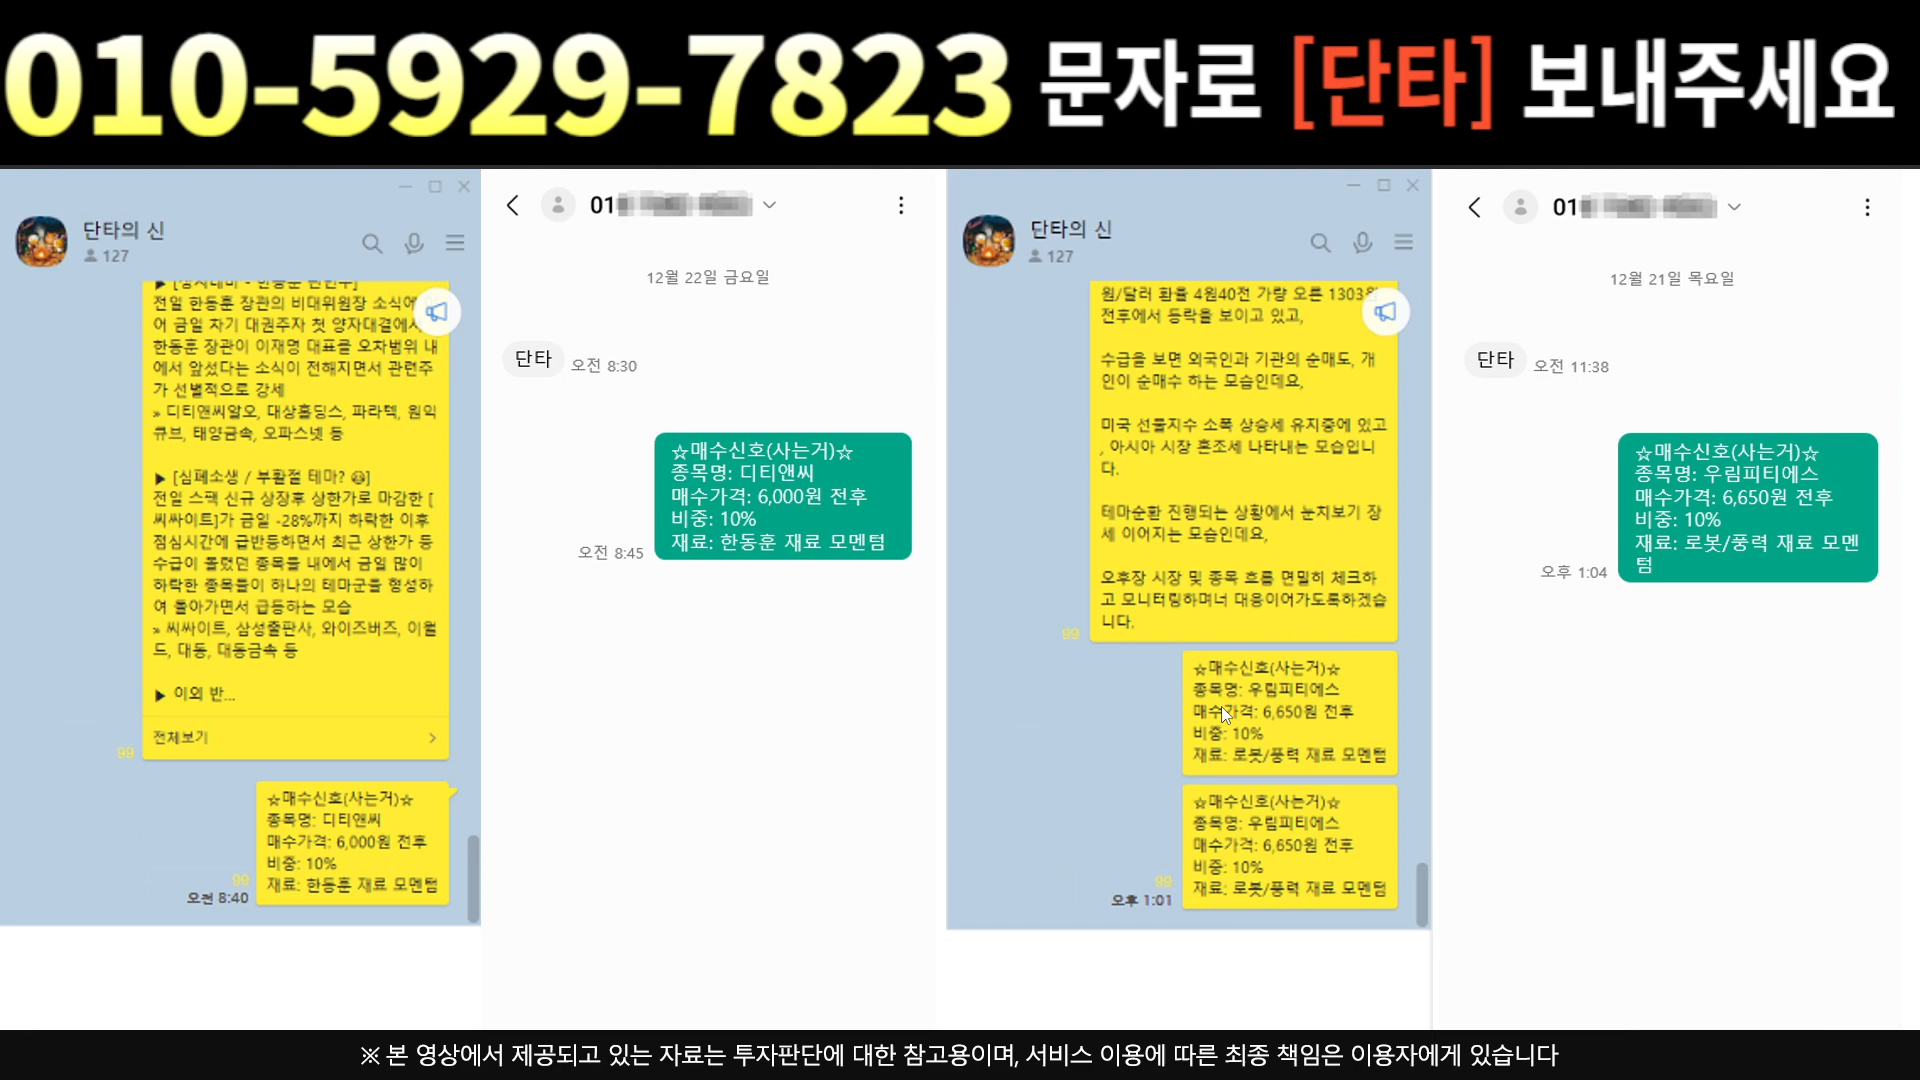 010-5929-7823 문자로 [단타] 보내주세요
단타의 신
127
전일 한동훈 장관의 비대위원장 소식에
어 금일 차기 대권주자 첫 양자대결에서
한동훈 장관이 이재명 대표를 오차범위 내
에서 앞섰다는 소식이 전해지면서 관련주
가 선별적으로 강세
» 디티앤씨알오, 대상홀딩스, 파라텍, 원익
큐브, 태양금속, 오파스넷 등
▶ [심폐소생 / 부활절 테마? 😆]
전일 스팩 신규 상장후 상한가로 마감한 [
씨싸이트]가 금일 -28%까지 하락한 이후
점심시간에 급반등하면서 최근 상한가 등
수급이 몰렸던 종목들 내에서 금일 많이
하락한 종목들이 하나의 테마군을 형성하
여 돌아가면서 급등하는 모습
» 씨싸이트, 삼성출판사, 와이즈버즈, 이월
드, 대동, 대동금속 등
▶ 이외 반...
전체보기
99
☆매수신호(사는거)☆
종목명: 디티앤씨
매수가격: 6,000원 전후
비중: 10%
재료: 한동훈 재료 모멘텀
99
오전 8:40
01
12월 22일 금요일
단타
오전 8:30
☆매수신호(사는거)☆
종목명: 디티앤씨
매수가격: 6,000원 전후
비중: 10%
재료: 한동훈 재료 모멘텀
오전 8:45
단타의 신
127
원/달러 환율 4원40전 가량 오른 1303원
전후에서 등락을 보이고 있고,
수급을 보면 외국인과 기관의 순매도, 개
인이 순매수 하는 모습인데요,
미국 선물지수 소폭 상승세 유지중에 있고
, 아시아 시장 혼조세 나타내는 모습입니
다.
테마순환 진행되는 상황에서 눈치보기 장
세 이어지는 모습인데요,
오후장 시장 및 종목 흐름 면밀히 체크하
고 모니터링하며너 대응이어가도록하겠습
니다.
99
☆매수신호(사는거)☆
종목명: 우림피티에스
매수가격: 6,650원 전후
비중: 10%
재료: 로봇/풍력 재료 모멘텀
☆매수신호(사는거)☆
종목명: 우림피티에스
매수가격: 6,650원 전후
비중: 10%
재료: 로봇/풍력 재료 모멘텀
99
오후 1:01
01
12월 21일 목요일
단타
오전 11:38
☆매수신호(사는거)☆
종목명: 우림피티에스
매수가격: 6,650원 전후
비중: 10%
재료: 로봇/풍력 재료 모멘
텀
오후 1:04
※ 본 영상에서 제공되고 있는 자료는 투자판단에 대한 참고용이며, 서비스 이용에 따른 최종 책임은 이용자에게 있습니다